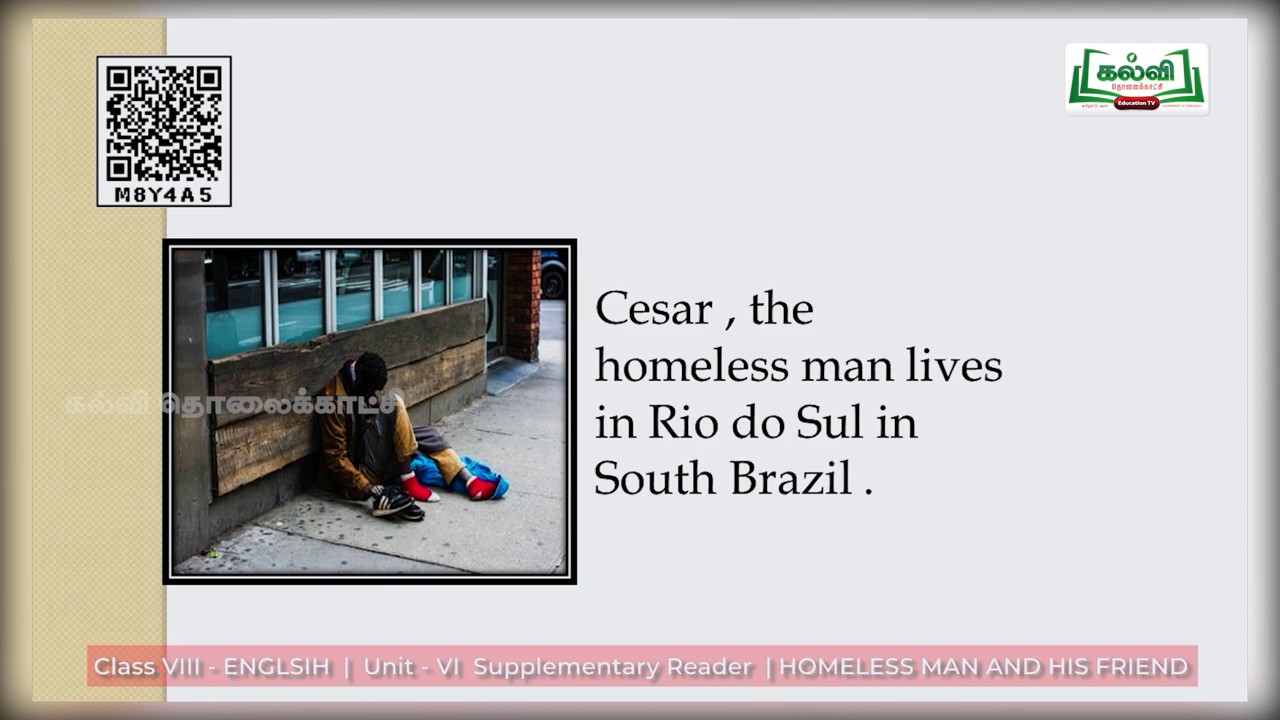 M8Y4A5
கல்வி
தொலைக்காட்சி
Education TV
Cesar , the
homeless man lives
in Rio do Sul in
South Brazil .
கல்வி தொலைக்காட்சி
Class VIII - ENGLSIH | Unit - VI Supplementary Reader | HOMELESS MAN AND HIS FRIEND